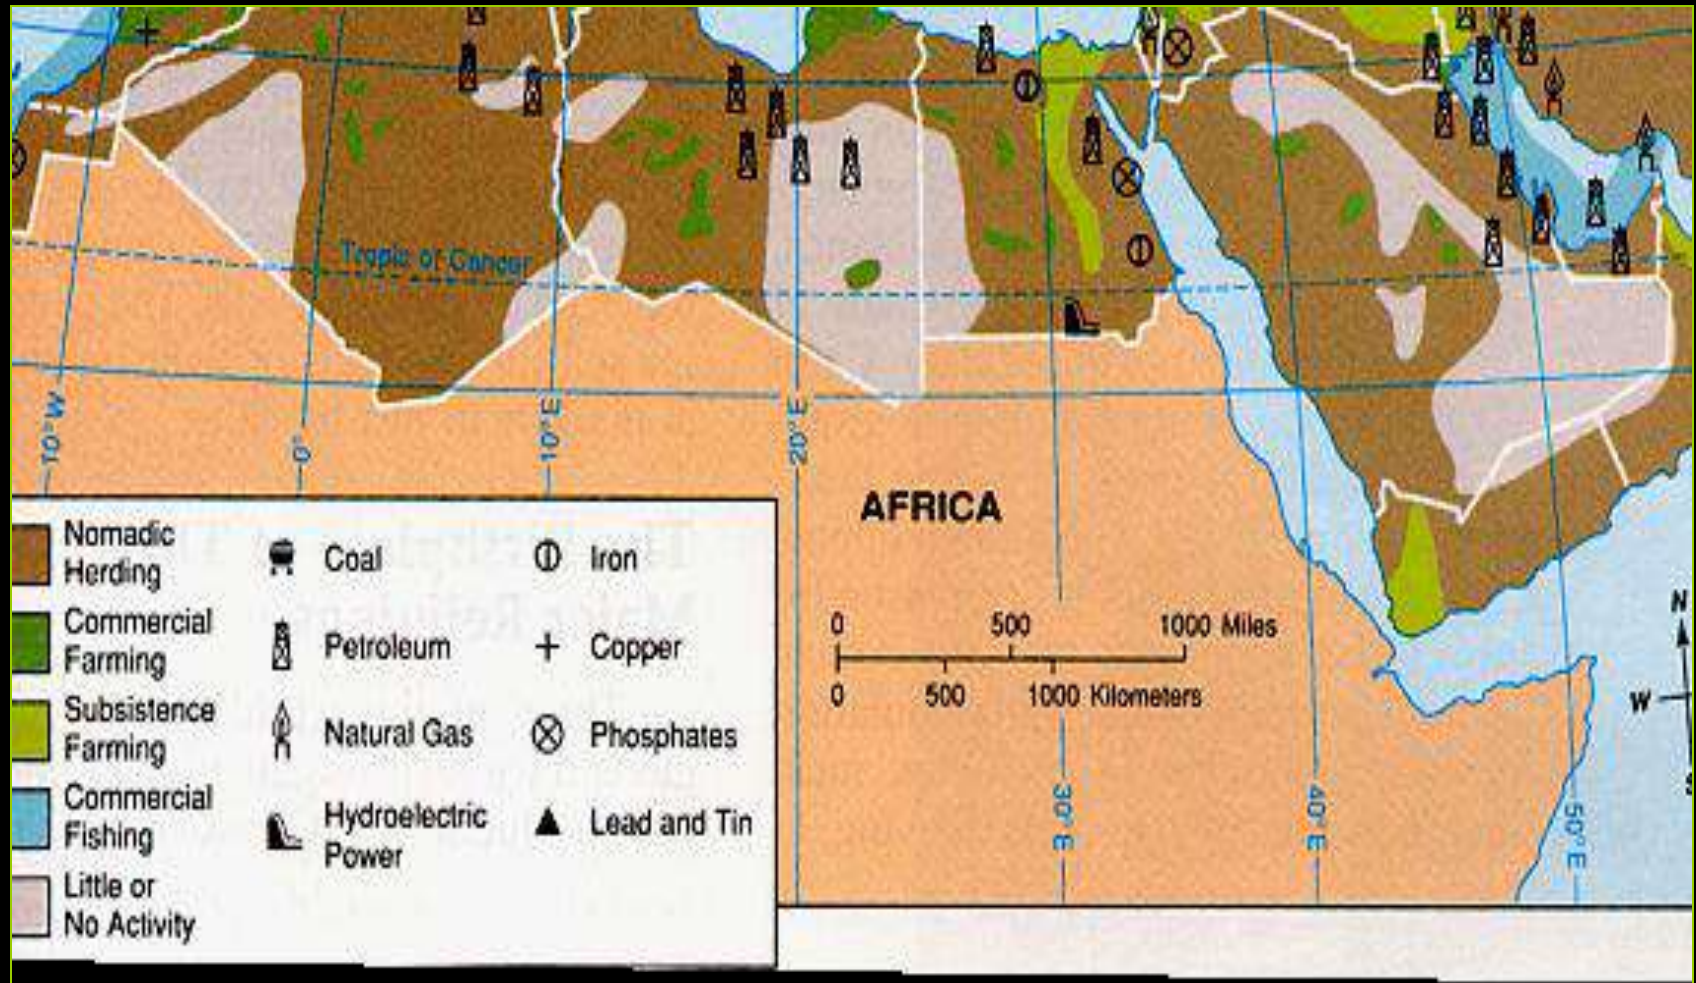 Tropic of Cancer
10° W
0°
10° E
20° E
AFRICA
0 500 1000 Miles
0 500 1000 Kilometers
30° E
40° E
50° E
N
W
S
Nomadic
Herding
Commercial
Farming
Subsistence
Farming
Commercial
Fishing
Little or
No Activity
Coal
Petroleum
Natural Gas
Hydroelectric
Power
Iron
Copper
Phosphates
Lead and Tin